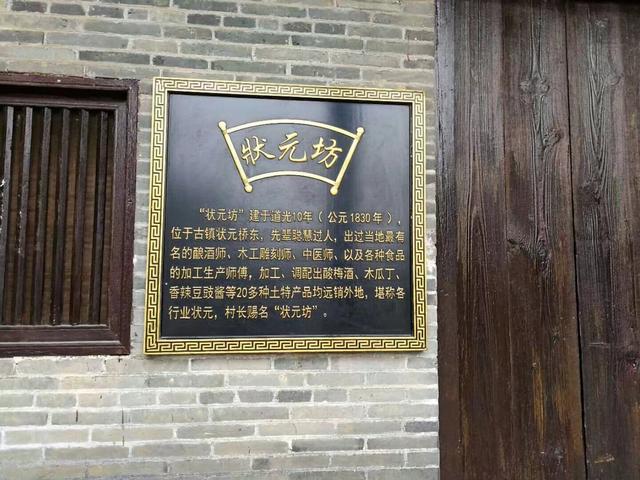 狀元坊
“状元坊”建于道光10年（公元1830年），
位于古镇状元桥东，先辈聪慧过人，出过当地最有
名的酿酒师、木工雕刻师、中医师、以及各种食品
的加工生产师傅，加工、调配出酸梅酒、木瓜丁、
香辣豆豉酱等20多种土特产品均远销外地，堪称各
行业状元，村长赐名“状元坊”。